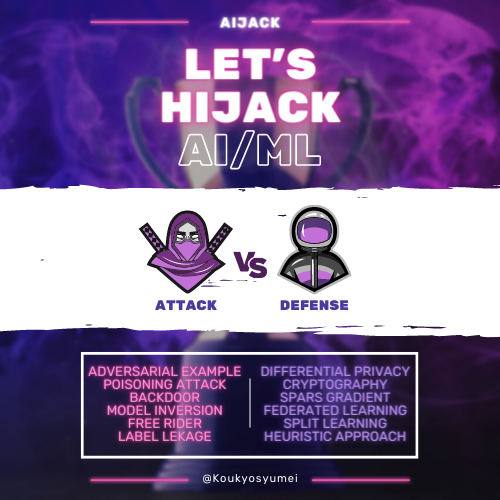 AIJACK
LET'S
HIJACK
AI/ML
VS
ATTACK
DEFENSE
ADVERSARIAL EXAMPLE
POISONING ATTACK
BACKDOOR
MODEL INVERSION
FREE RIDER
LABEL LEKAGE
DIFFERENTIAL PRIVACY
CRYPTOGRAPHY
SPARS GRADIENT
FEDERATED LEARNING
SPLIT LEARNING
HEURISTIC APPROACH
@Koukyosyumei